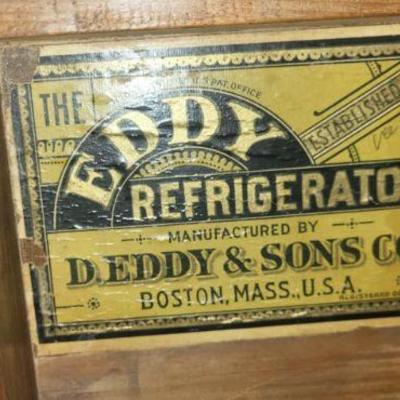 U.S. PAT. OFFICE
THE
EDDY
ESTABLISHED
REFRIGERATO
MANUFACTURED BY
D. EDDY & SONS CO
BOSTON, MASS., U.S.A.